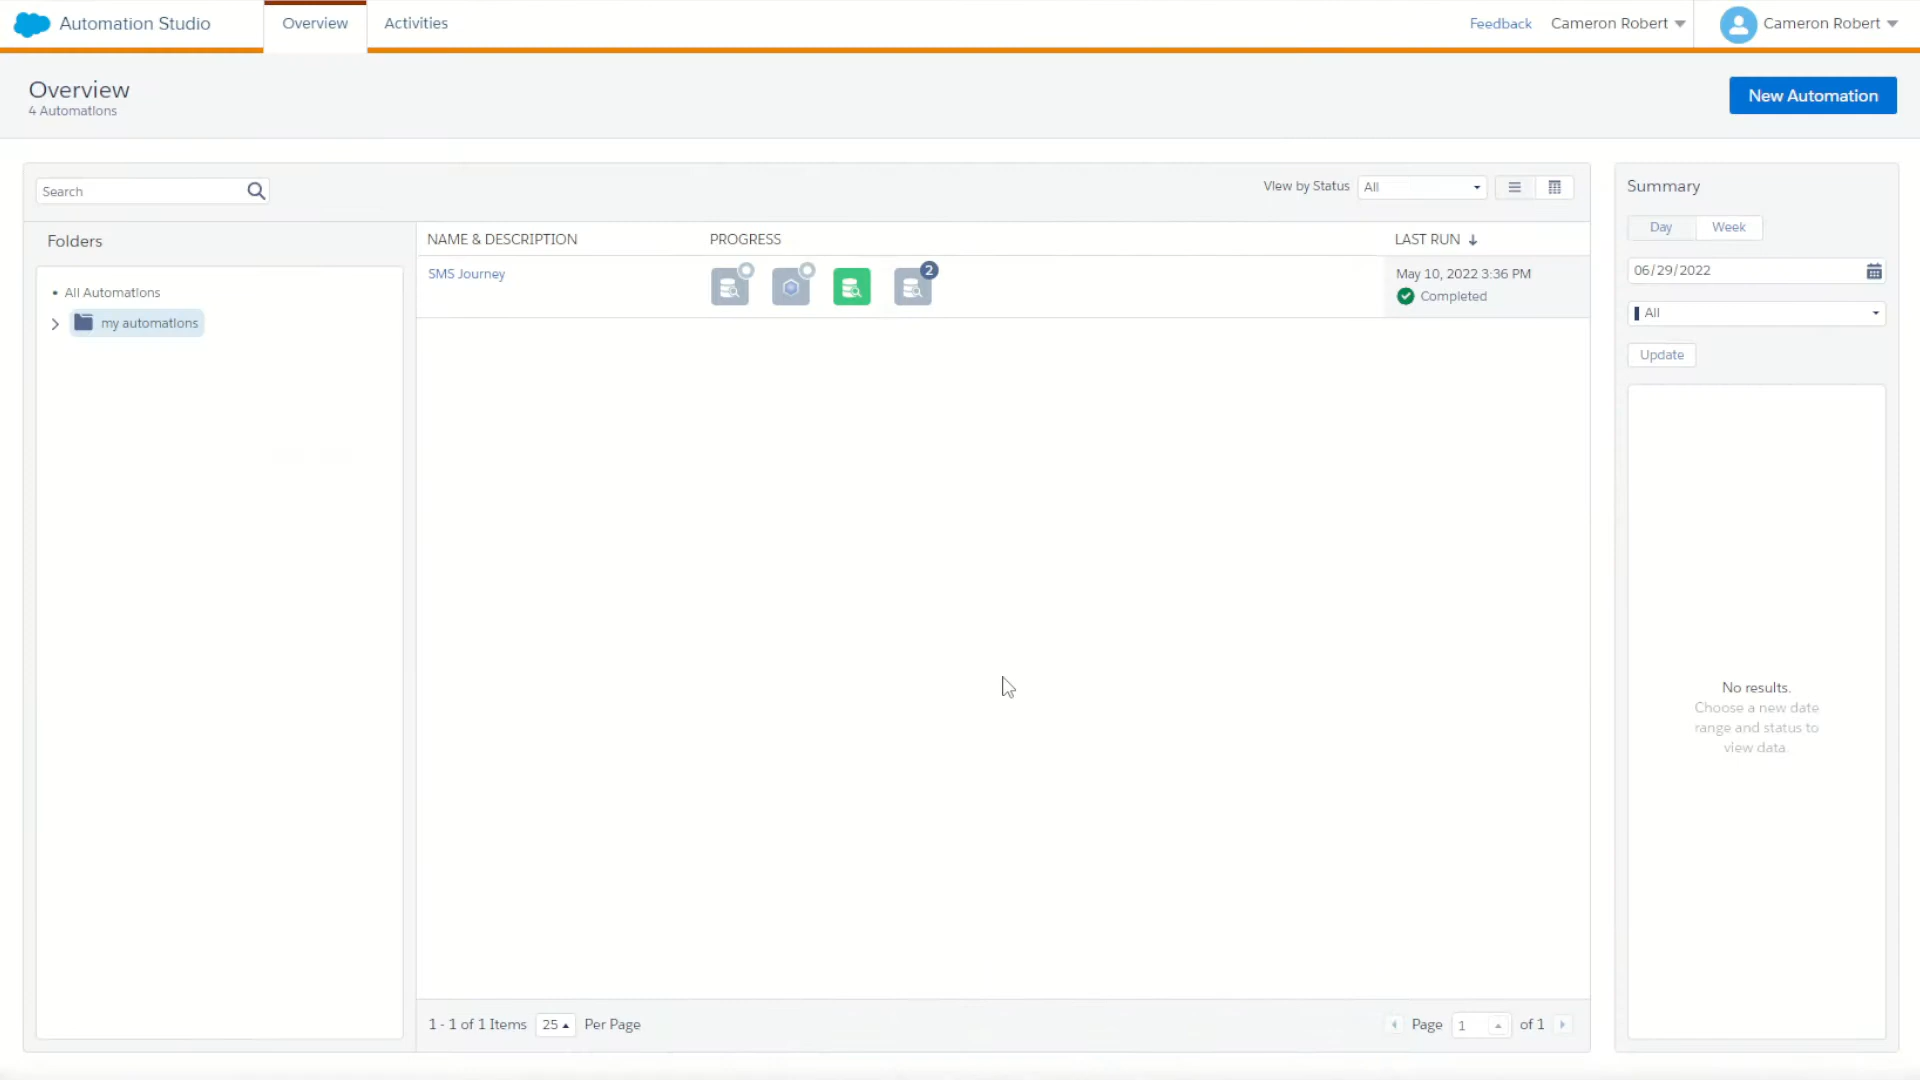 Automation Studio
Overview
Activities
Feedback
Cameron Robert
Cameron Robert
Overview
4 Automations
New Automation
Search
View by Status
All
Folders
All Automations
my automations
NAME & DESCRIPTION
PROGRESS
LAST RUN
SMS Journey
2
May 10, 2022 3:36 PM
Completed
1 - 1 of 1 Items
25
Per Page
Page
1
of 1
Summary
Day
Week
06/29/2022
All
Update
No results.
Choose a new date
range and status to
view data.